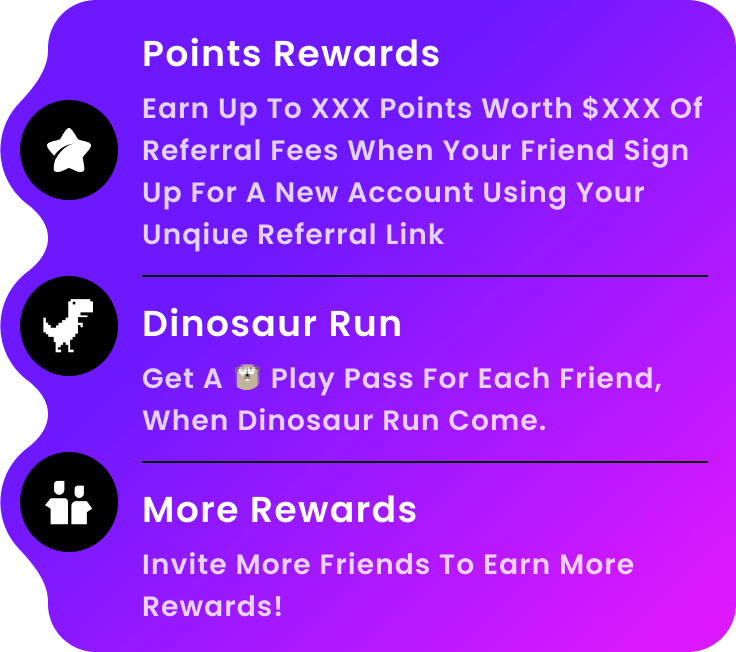 Points Rewards
Earn Up To XXX Points Worth $XXX Of
Referral Fees When Your Friend Sign
Up For A New Account Using Your
Unqiue Referral Link
Dinosaur Run
Get A Play Pass For Each Friend,
When Dinosaur Run Come.
More Rewards
Invite More Friends To Earn More
Rewards!